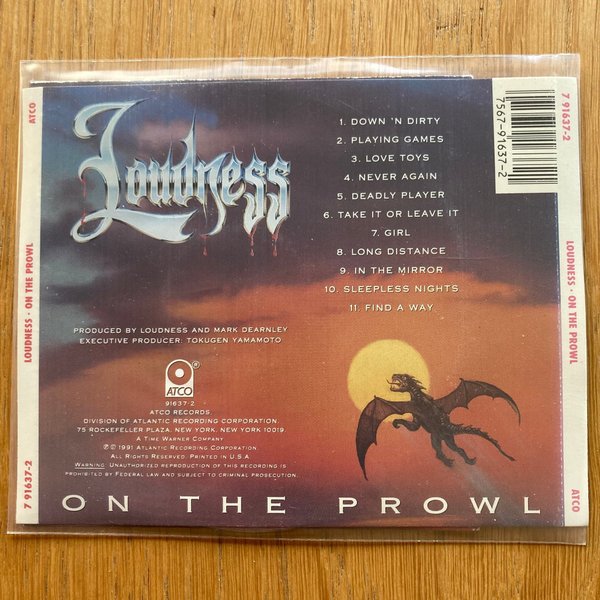 Loudness
1. DOWN 'N DIRTY
2. PLAYING GAMES
3. LOVE TOYS
4. NEVER AGAIN
5. DEADLY PLAYER
6. TAKE IT OR LEAVE IT
7. GIRL
8. LONG DISTANCE
9. IN THE MIRROR
10. SLEEPLESS NIGHTS
11. FIND A WAY
7567-91637-2
PRODUCED BY LOUDNESS AND MARK DEARNLEY
EXECUTIVE PRODUCER: TOKUGEN YAMAMOTO
ATCO®
91637-2
ATCO RECORDS,
DIVISION OF ATLANTIC RECORDING CORPORATION.
75 ROCKEFELLER PLAZA, NEW YORK, NEW YORK 10019
A TIME WARNER COMPANY
℗ © 1991 ATLANTIC RECORDING CORPORATION.
ALL RIGHTS RESERVED. PRINTED IN U.S.A.
WARNING: UNAUTHORIZED REPRODUCTION OF THIS RECORDING IS
PROHIBITED BY FEDERAL LAW AND SUBJECT TO CRIMINAL PROSECUTION.
ON THE PROWL
7 91637-2 LOUDNESS · ON THE PROWL ATCO
7 91637-2 LOUDNESS · ON THE PROWL ATCO